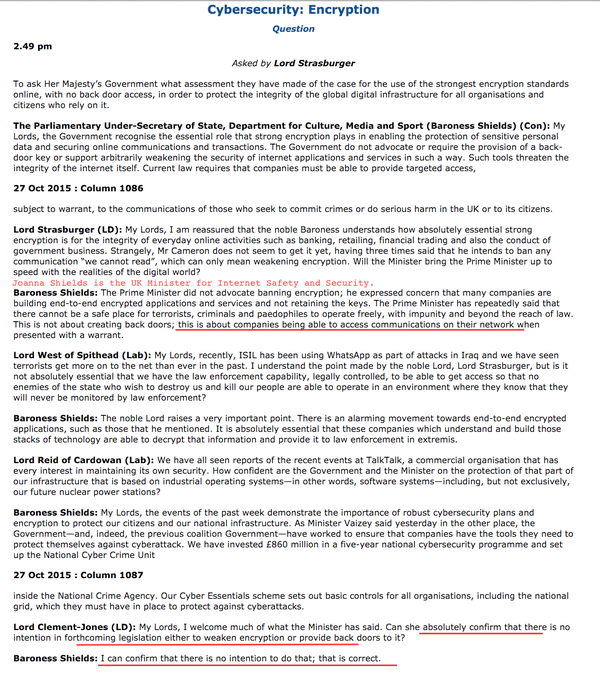 Cybersecurity: Encryption
Question
2.49 pm
Asked by Lord Strasburger
To ask Her Majesty's Government what assessment they have made of the case for the use of the strongest encryption standards
online, with no back door access, in order to protect the integrity of the global digital infrastructure for all organisations and
citizens who rely on it.
The Parliamentary Under-Secretary of State, Department for Culture, Media and Sport (Baroness Shields) (Con): My
Lords, the Government recognise the essential role that strong encryption plays in enabling the protection of sensitive personal
data and securing online communications and transactions. The Government do not advocate or require the provision of a back-
door key or support arbitrarily weakening the security of internet applications and services in such a way. Such tools threaten the
integrity of the internet itself. Current law requires that companies must be able to provide targeted access,
27 Oct 2015 : Column 1086
subject to warrant, to the communications of those who seek to commit crimes or do serious harm in the UK or to its citizens.
Lord Strasburger (LD): My Lords, I am reassured that the noble Baroness understands how absolutely essential strong
encryption is for the integrity of everyday online activities such as banking, retailing, financial trading and also the conduct of
government business. Strangely, Mr Cameron does not seem to get it yet, having three times said that he intends to ban any
communication "we cannot read", which can only mean weakening encryption. Will the Minister bring the Prime Minister up to
speed with the realities of the digital world?
Joanna Shields is the UK Minister for Internet Safety and Security.
Baroness Shields: The Prime Minister did not advocate banning encryption; he expressed concern that many companies are
building end-to-end encrypted applications and services and not retaining the keys. The Prime Minister has repeatedly said that
there cannot be a safe place for terrorists, criminals and paedophiles to operate freely, with impunity and beyond the reach of law.
This is not about creating back doors; this is about companies being able to access communications on their network when
presented with a warrant.
Lord West of Spithead (Lab): My Lords, recently, ISIL has been using WhatsApp as part of attacks in Iraq and we have seen
terrorists get more on to the net than ever in the past. I understand the point made by the noble Lord, Lord Strasburger, but is it
not absolutely essential that we have the law enforcement capability, legally controlled, to be able to get access so that no
enemies of the state who wish to destroy us and kill our people are able to operate in an environment where they know that they
will never be monitored by law enforcement?
Baroness Shields: The noble Lord raises a very important point. There is an alarming movement towards end-to-end encrypted
applications, such as those that he mentioned. It is absolutely essential that these companies which understand and build those
stacks of technology are able to decrypt that information and provide it to law enforcement in extremis.
Lord Reid of Cardowan (Lab): We have all seen reports of the recent events at TalkTalk, a commercial organisation that has
every interest in maintaining its own security. How confident are the Government and the Minister on the protection of that part of
our infrastructure that is based on industrial operating systems—in other words, software systems—including, but not exclusively,
our future nuclear power stations?
Baroness Shields: My Lords, the events of the past week demonstrate the importance of robust cybersecurity plans and
encryption to protect our citizens and our national infrastructure. As Minister Vaizey said yesterday in the other place, the
Government—and, indeed, the previous coalition Government—have worked to ensure that companies have the tools they need to
protect themselves against cyberattack. We have invested £860 million in a five-year national cybersecurity programme and set
up the National Cyber Crime Unit
27 Oct 2015 : Column 1087
inside the National Crime Agency. Our Cyber Essentials scheme sets out basic controls for all organisations, including the national
grid, which they must have in place to protect against cyberattacks.
Lord Clement-Jones (LD): My Lords, I welcome much of what the Minister has said. Can she absolutely confirm that there is no
intention in forthcoming legislation either to weaken encryption or provide back doors to it?
Baroness Shields: I can confirm that there is no intention to do that; that is correct.